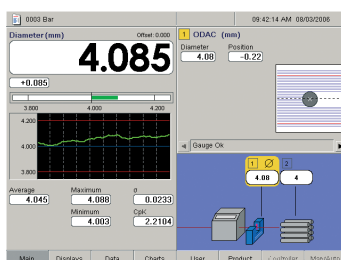 0003 Bar
09:42:14 AM 08/03/2006
Diameter (mm)
Offset: 0.000
4.085
+0.085
3.800 4.000 4.200
4.200
4.000
3.800
Average
4.045
Maximum
4.088
Minimum
4.003
σ
0.0233
CpK
2.2104
1 ODAC (mm)
Diameter
4.08
Position
-0.22
Gauge Ok
1 Ø 2
4.08 4
Main Displays Data Charts User Product Controller Man/Auto